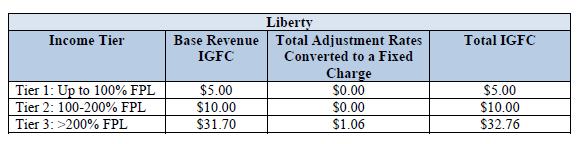 Liberty
Income Tier Base Revenue IGFC Total Adjustment Rates Converted to a Fixed Charge Total IGFC
Tier 1: Up to 100% FPL $5.00 $0.00 $5.00
Tier 2: 100-200% FPL $10.00 $0.00 $10.00
Tier 3: >200% FPL $31.70 $1.06 $32.76